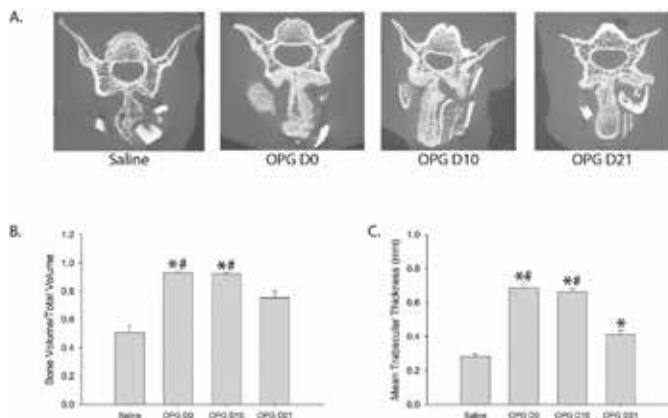 A.
Saline OPG D0 OPG D10 OPG D21
B.
Bone Volume/Total Volume
1.2
1.0
0.8
0.6
0.4
0.2
0.0
*# *#
Saline OPG D0 OPG D10 OPG D21
C.
Mean Trabecular Thickness (mm)
1.0
0.8
0.6
0.4
0.2
0.0
*# *# *
Saline OPG D0 OPG D10 OPG D21